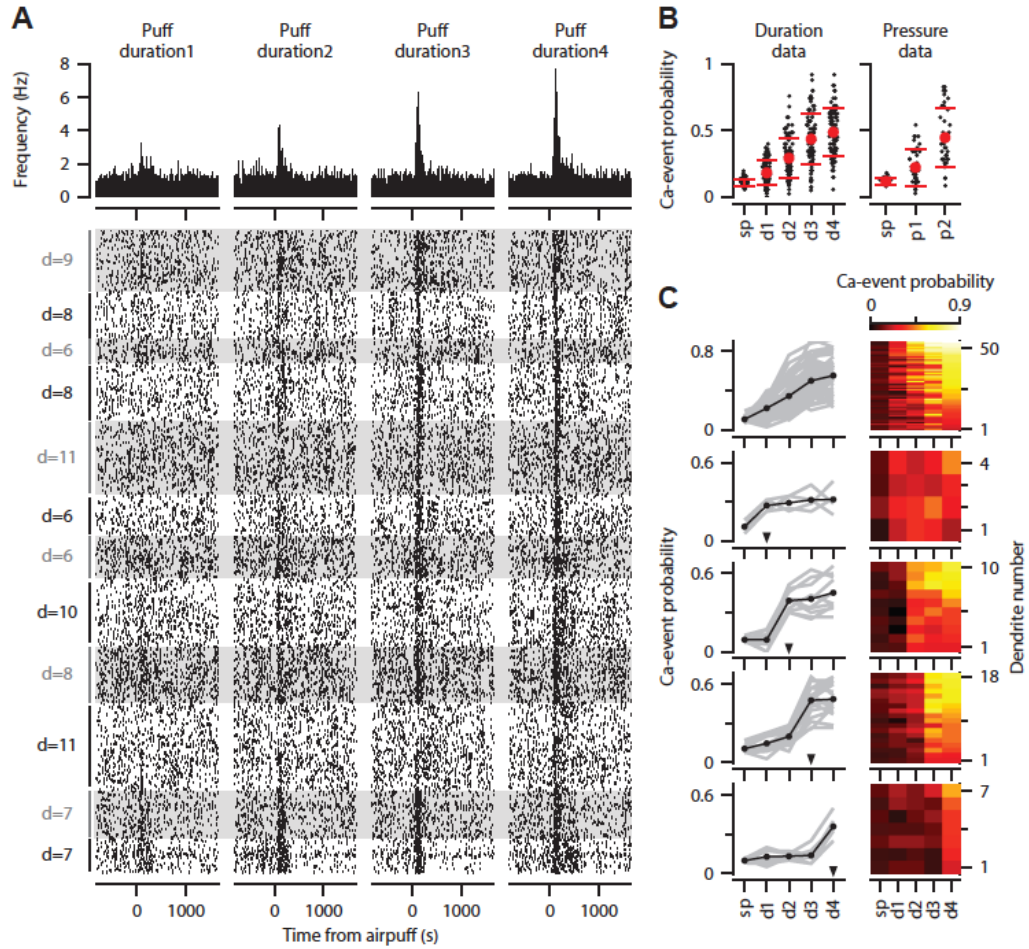 A
Puff duration1
Puff duration2
Puff duration3
Puff duration4
Frequency (Hz)
8
6
4
2
0
0
0
0
0
d=9
d=8
d=6
d=8
d=11
d=6
d=6
d=10
d=8
d=11
d=7
d=7
0 1000
0 1000
0 1000
0 1000
Time from airpuff (s)
B
Duration data
Pressure data
Ca-event probability
1
0.5
0
sp d1 d2 d3 d4
sp p1 p2
C
Ca-event probability
0 0.9
Ca-event probability
0.8
0
50
1
0.6
0
4
1
0.6
0
10
1
0.6
0
18
1
0.6
0
7
1
Dendrite number
sp d1 d2 d3 d4
sp d1 d2 d3 d4